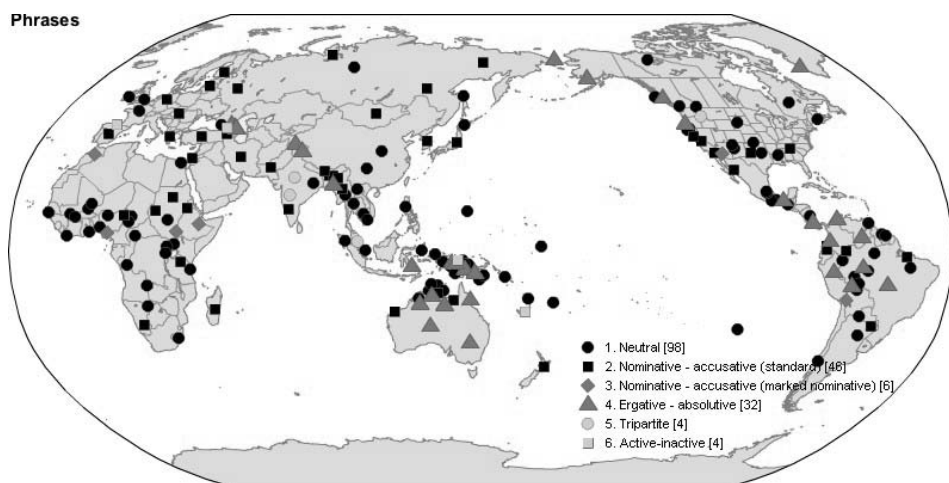 Phrases
1. Neutral [98]
2. Nominative - accusative (standard) [46]
3. Nominative - accusative (marked nominative) [6]
4. Ergative - absolutive [32]
5. Tripartite [4]
6. Active-inactive [4]